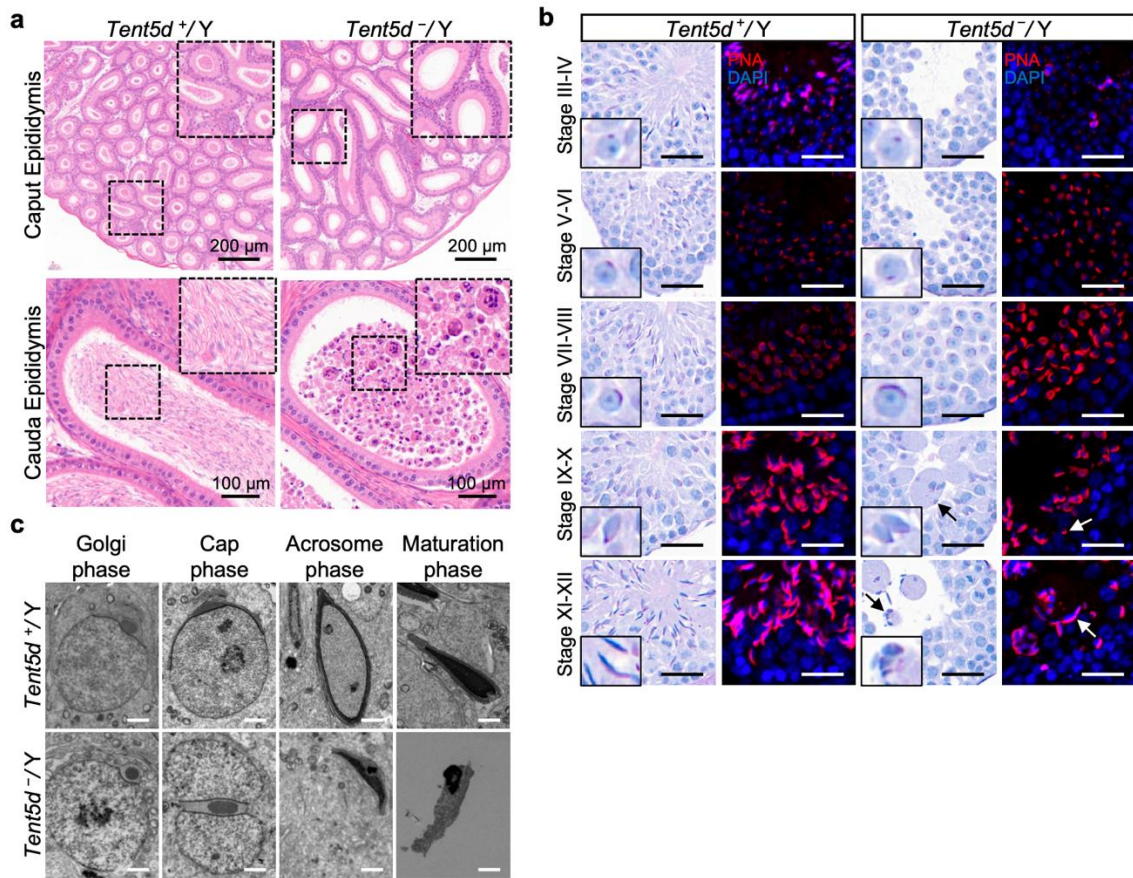 a
Tent5d +/Y
Tent5d −/Y
Caput Epididymis
200 µm
200 µm
Cauda Epididymis
100 µm
100 µm
b
Tent5d +/Y
Tent5d −/Y
Stage III-IV
PNA
DAPI
PNA
DAPI
Stage V-VI
Stage VII-VIII
Stage IX-X
Stage XI-XII
c
Golgi
phase
Cap
phase
Acrosome
phase
Maturation
phase
Tent5d +/Y
Tent5d −/Y